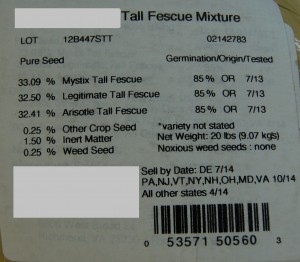 Tall Fescue Mixture
LOT 12B447STT 02142783
Pure Seed Germination/Origin/Tested
33.09 % Mystix Tall Fescue 85 % OR 7/13
32.50 % Legitimate Tall Fescue 85 % OR 7/13
32.41 % Arisotle Tall Fescue 85 % OR 7/13
0.25 % Other Crop Seed *variety not stated
1.50 % Inert Matter Net Weight: 20 lbs (9.07 kgs)
0.25 % Weed Seed Noxious weed seeds : none
Sell by Date: DE 7/14
PA,NJ,VT,NY,NH,OH,MD,VA 10/14
All other states 4/14
0 53571 50560 3